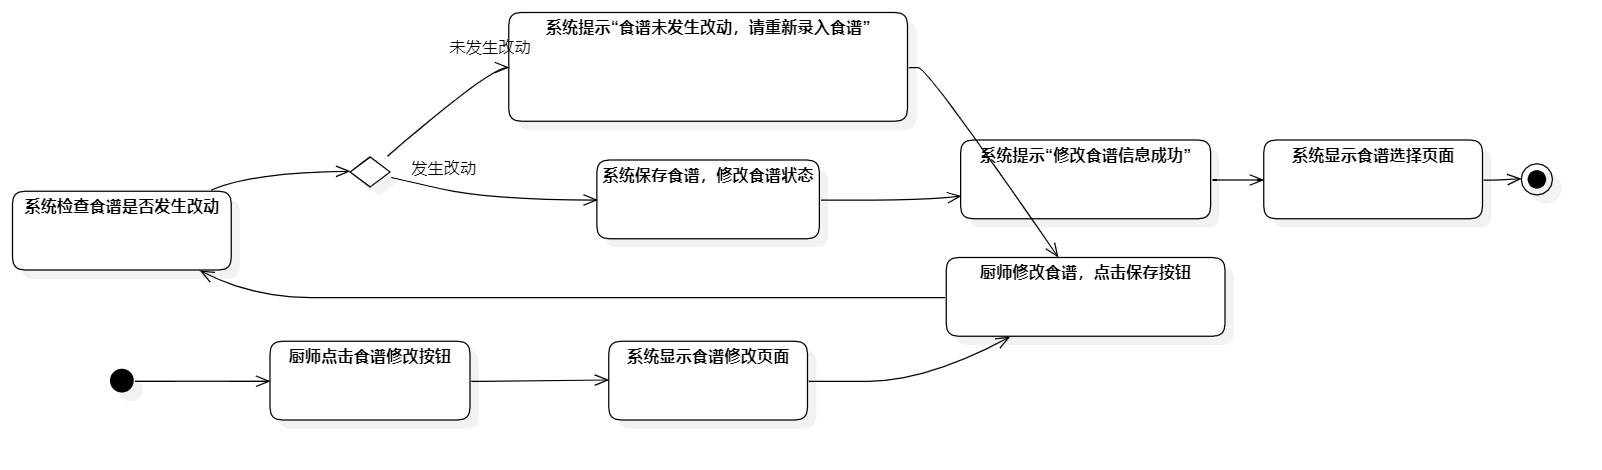 系统提示“食谱未发生改动，请重新录入食谱”
未发生改动
发生改动
系统保存食谱，修改食谱状态
系统提示“修改食谱信息成功”
系统显示食谱选择页面
系统检查食谱是否发生改动
厨师修改食谱，点击保存按钮
厨师点击食谱修改按钮
系统显示食谱修改页面